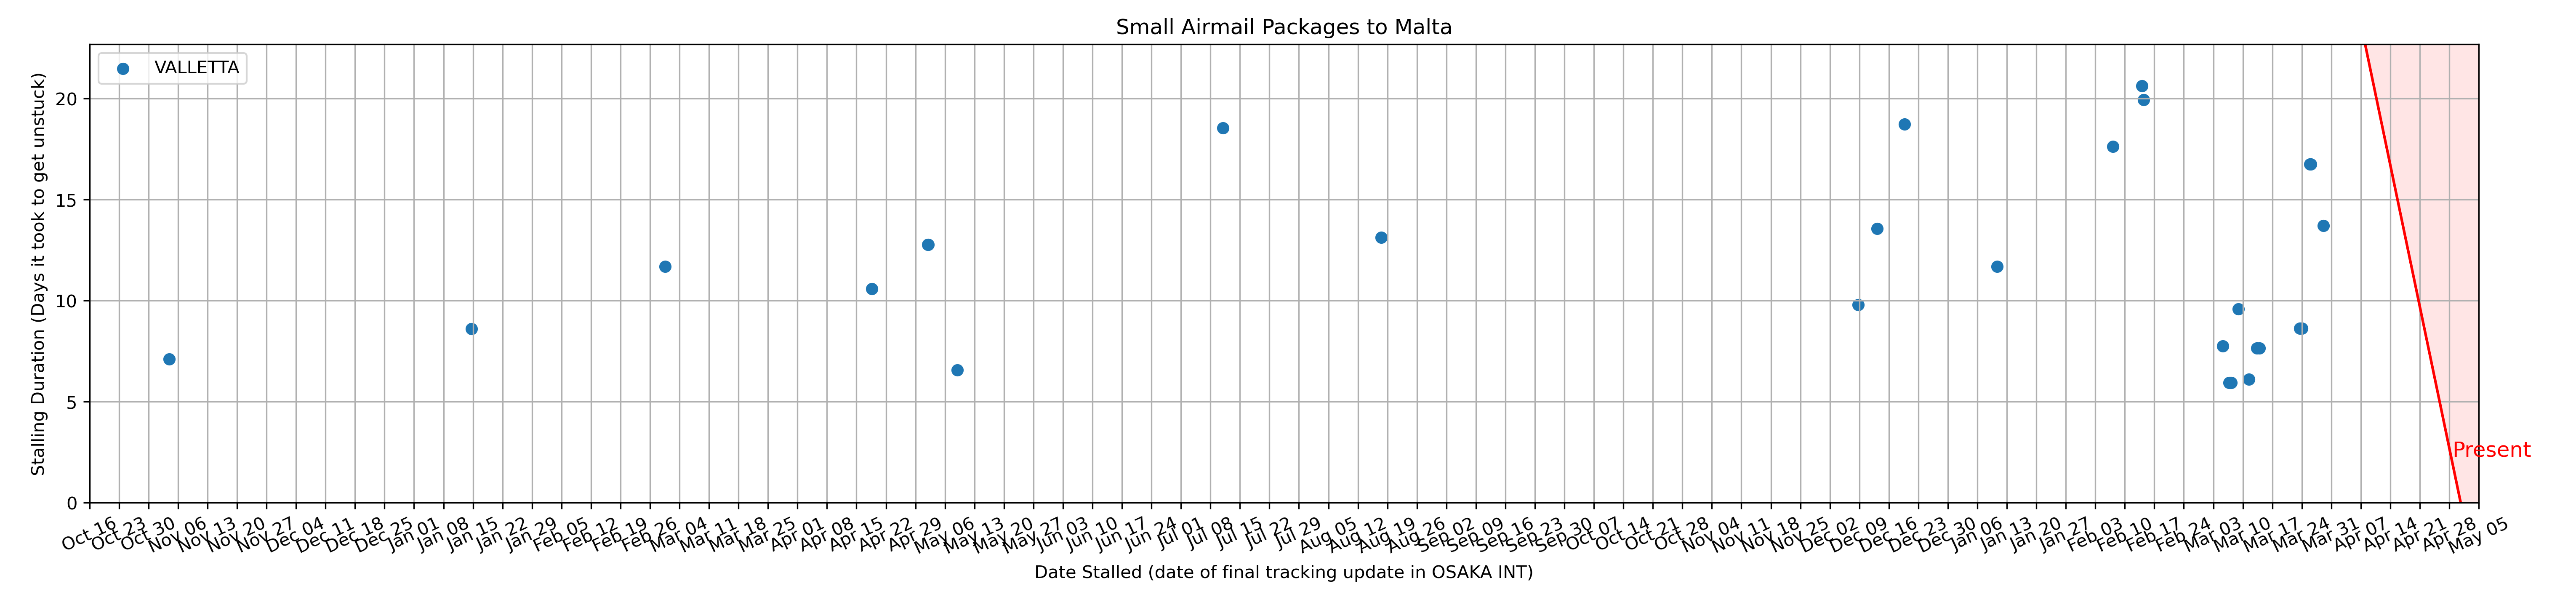 Small Airmail Packages to Malta
VALLETTA
Stalling Duration (Days it took to get unstuck)
20
15
10
5
0
Present
Oct 16 Oct 23 Oct 30 Nov 06 Nov 13 Nov 20 Nov 27 Dec 04 Dec 11 Dec 18 Dec 25 Jan 01 Jan 08 Jan 15 Jan 22 Jan 29 Feb 05 Feb 12 Feb 19 Feb 26 Mar 04 Mar 11 Mar 18 Mar 25 Apr 01 Apr 08 Apr 15 Apr 22 Apr 29 May 06 May 13 May 20 May 27 Jun 03 Jun 10 Jun 17 Jun 24 Jul 01 Jul 08 Jul 15 Jul 22 Jul 29 Aug 05 Aug 12 Aug 19 Aug 26 Sep 02 Sep 09 Sep 16 Sep 23 Sep 30 Oct 07 Oct 14 Oct 21 Oct 28 Nov 04 Nov 11 Nov 18 Nov 25 Dec 02 Dec 09 Dec 16 Dec 23 Dec 30 Jan 06 Jan 13 Jan 20 Jan 27 Feb 03 Feb 10 Feb 17 Feb 24 Mar 03 Mar 10 Mar 17 Mar 24 Mar 31 Apr 07 Apr 14 Apr 21 Apr 28 May 05
Date Stalled (date of final tracking update in OSAKA INT)